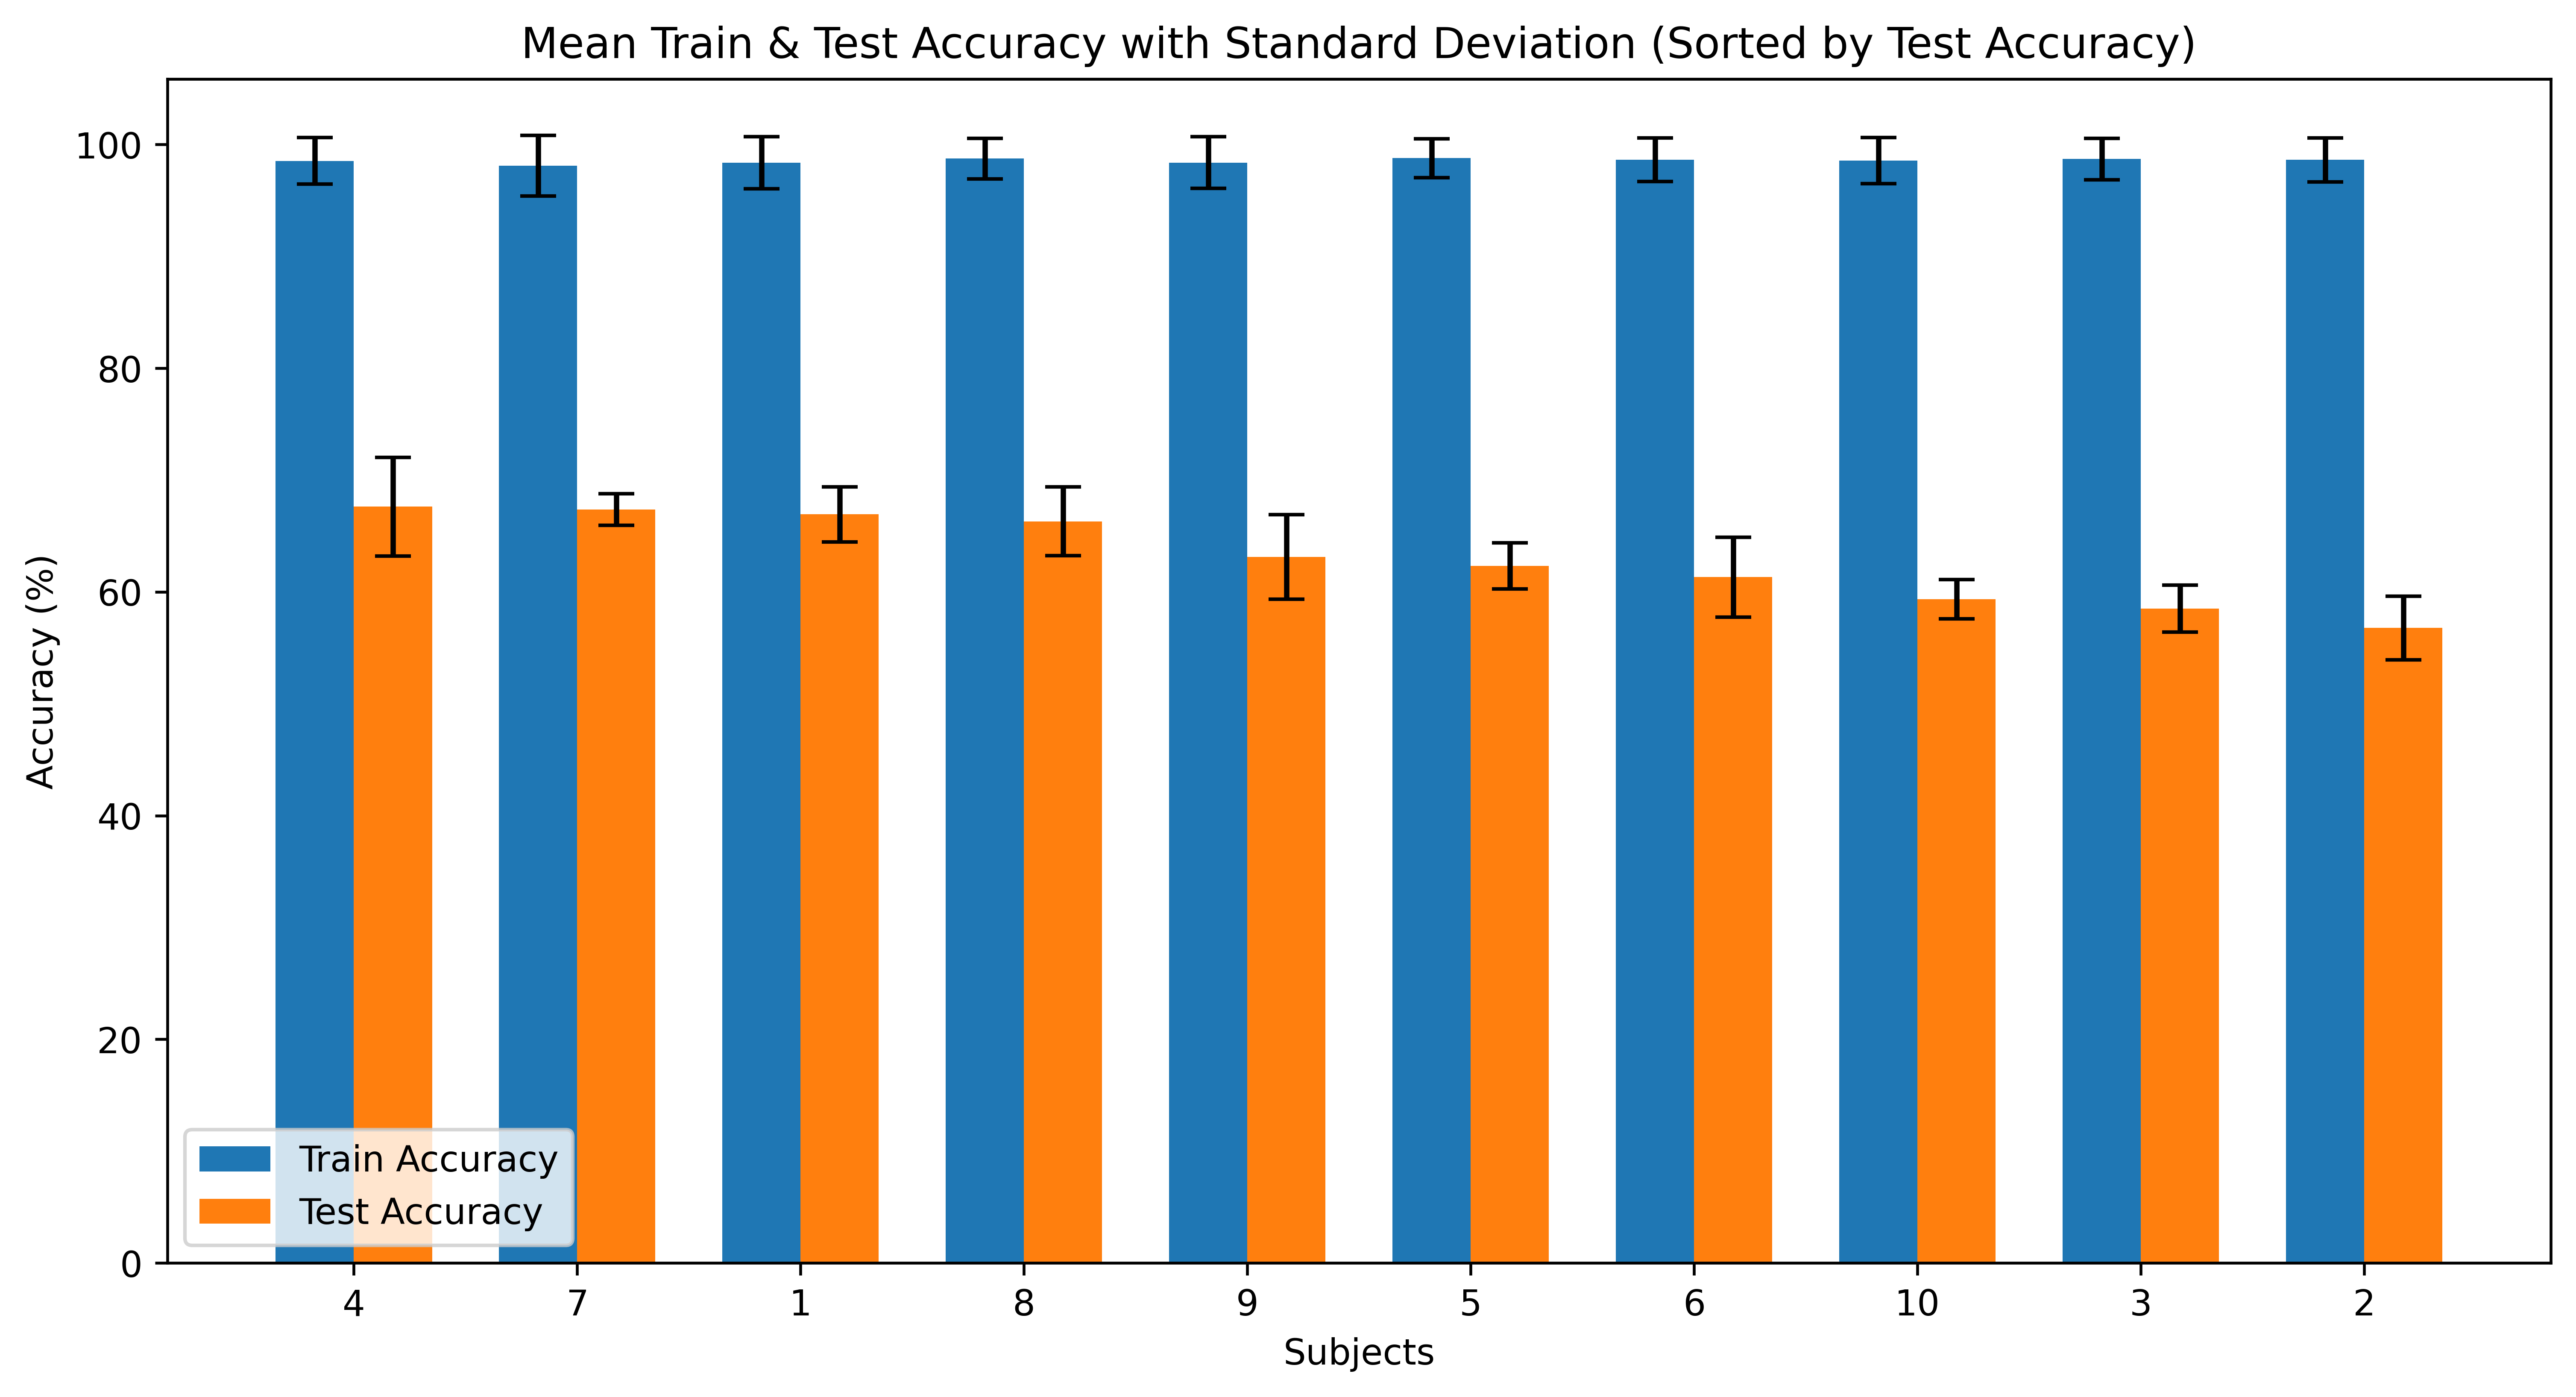 Mean Train & Test Accuracy with Standard Deviation (Sorted by Test Accuracy)
Accuracy (%)
100
80
60
40
20
0
Train Accuracy
Test Accuracy
4 7 1 8 9 5 6 10 3 2
Subjects